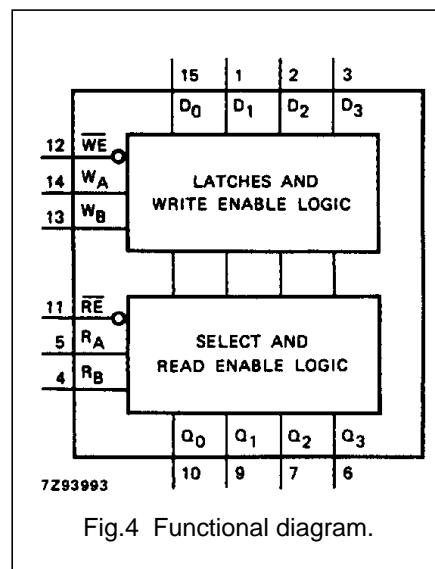 15 1 2 3
D0 D1 D2 D3
12 WE
14 WA
13 WB
LATCHES AND
WRITE ENABLE LOGIC
11 RE
5 RA
4 RB
SELECT AND
READ ENABLE LOGIC
Q0 Q1 Q2 Q3
10 9 7 6
7Z93993
Fig.4 Functional diagram.